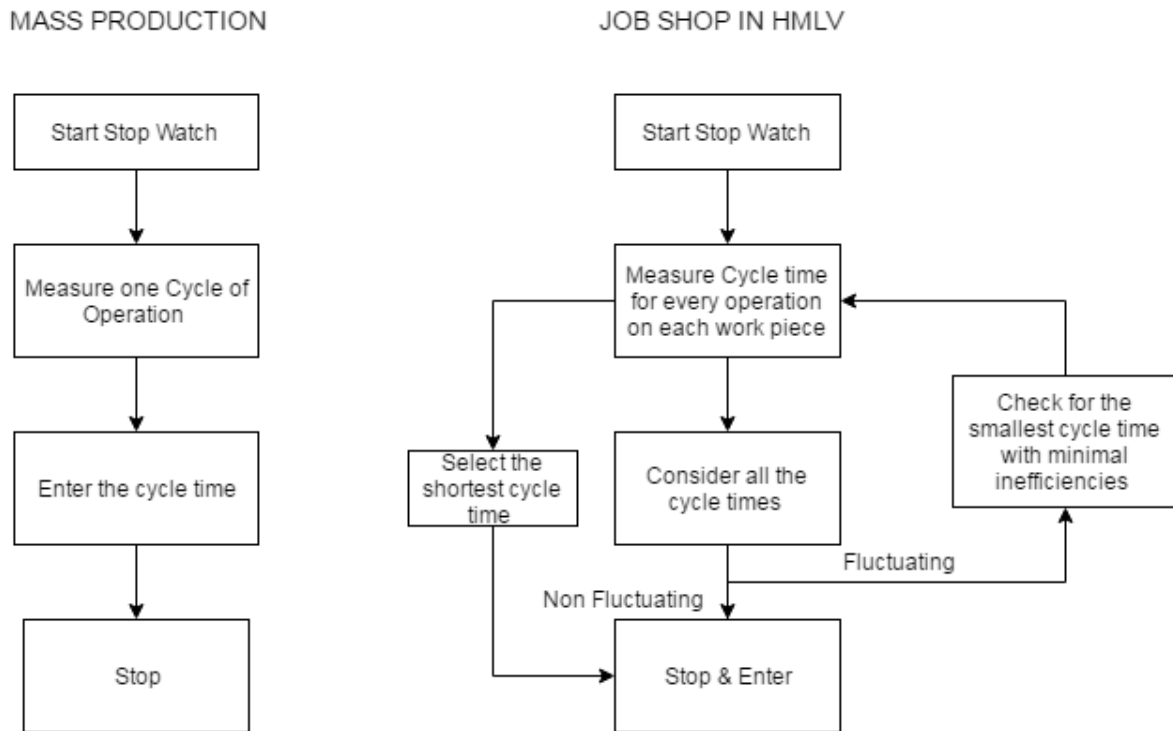 MASS PRODUCTION
JOB SHOP IN HMLV
Start Stop Watch
Measure one Cycle of
Operation
Enter the cycle time
Stop
Start Stop Watch
Measure Cycle time
for every operation
on each work piece
Select the
shortest cycle
time
Consider all the
cycle times
Check for the
smallest cycle time
with minimal
inefficiencies
Fluctuating
Non Fluctuating
Stop & Enter